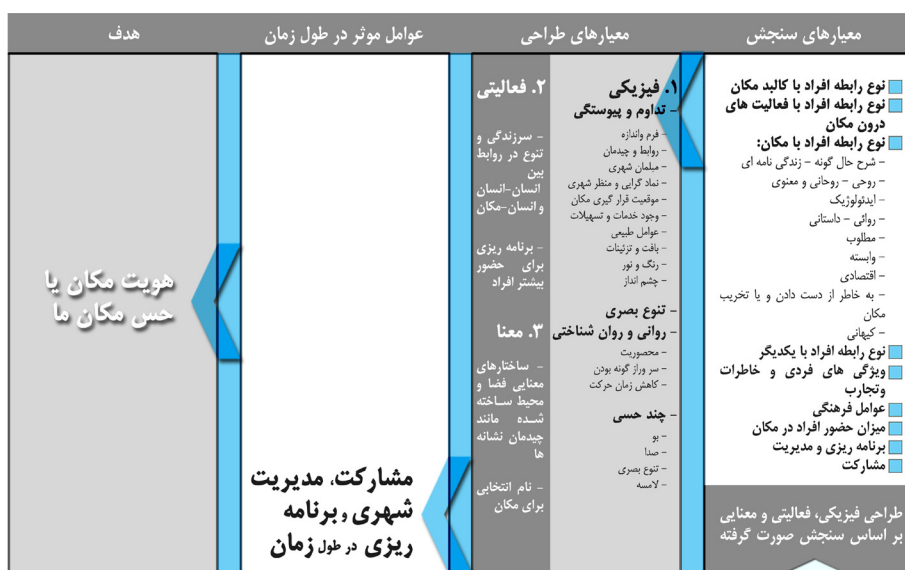 معیارهای سنجش
نوع رابطه افراد با کالبد مکان
نوع رابطه افراد با فعالیت های
درون مکان
نوع رابطه افراد با مکان:
- شرح حال گونه - زندگی نامه ای
- روحی - روحانی و معنوی
- ایدئولوژیک
- روائی - داستانی
- مطلوب
- وابسته
- اقتصادی
- به خاطر از دست دادن و یا تخریب
مکان
- کیهانی
نوع رابطه افراد با یکدیگر
ویژگی های فردی و خاطرات
وتجارب
عوامل فرهنگی
میزان حضور افراد در مکان
برنامه ریزی و مدیریت
مشارکت
طراحی فیزیکی، فعالیتی و معنایی
بر اساس سنجش صورت گرفته
معیارهای طراحی
۱. فیزیکی
- تداوم و پیوستگی
- فرم واندازه
- روابط و چیدمان
- مبلمان شهری
- نماد گرایی و منظر شهری
- موقعیت قرار گیری مکان
- وجود خدمات و تسهیلات
- عوامل طبیعی
- بافت و تزئینات
- رنگ و نور
- چشم انداز
- تنوع بصری
- روانی و روان شناختی
- محصوریت
- سر وراز گونه بودن
- کاهش زمان حرکت
- چند حسی
- بو
- صدا
- تنوع بصری
- لامسه
۲. فعالیتی
- سرزندگی و
تنوع در روابط
بین
انسان-انسان
و انسان-مکان
- برنامه ریزی
برای حضور
بیشتر افراد
۳. معنا
- ساختارهای
معنایی فضا و
محیط ساخته
شده مانند
چیدمان نشانه
ها
- نام انتخابی
برای مکان
عوامل موثر در طول زمان
مشارکت، مدیریت
شهری و برنامه
ریزی در طول زمان
هدف
هویت مکان یا
حس مکان ما